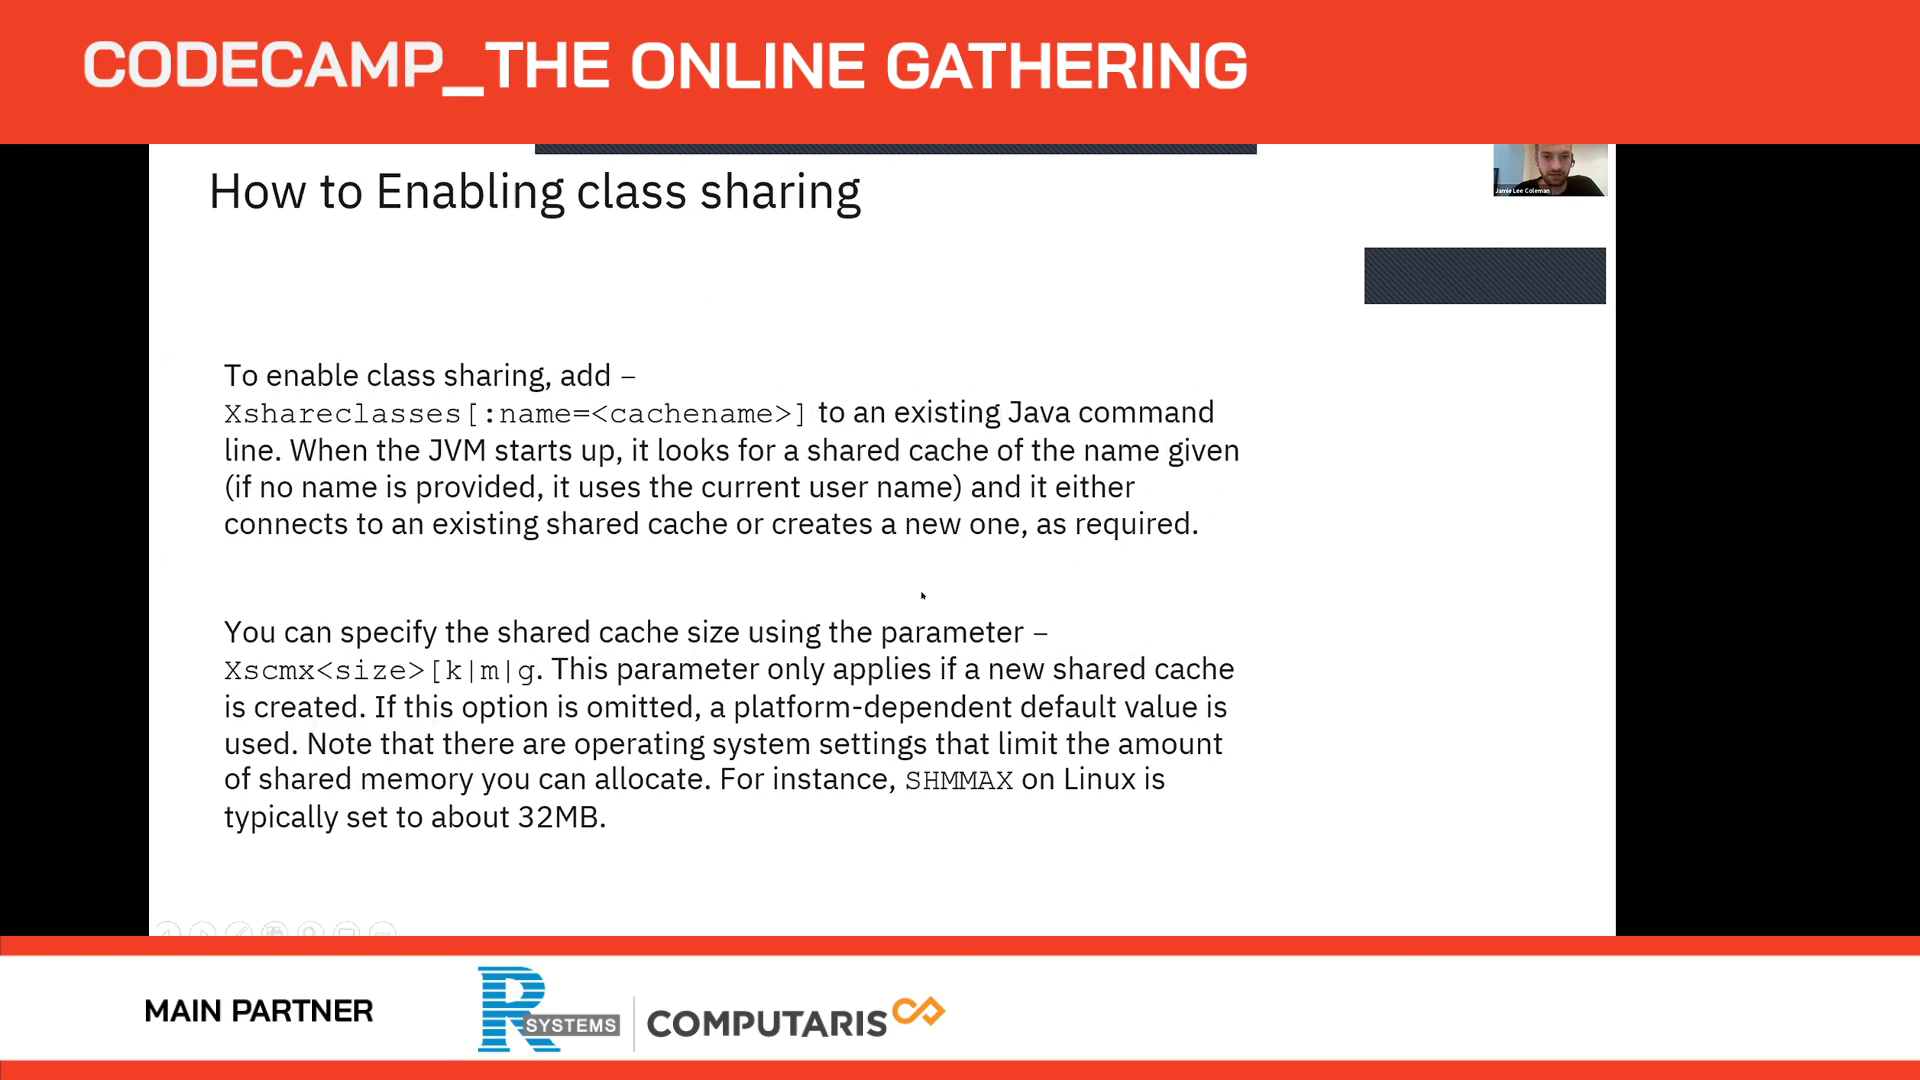 CODECAMP_THE ONLINE GATHERING
How to Enabling class sharing
Jamie Lee Coleman
To enable class sharing, add –
Xshareclasses[:name=<cachename>] to an existing Java command
line. When the JVM starts up, it looks for a shared cache of the name given
(if no name is provided, it uses the current user name) and it either
connects to an existing shared cache or creates a new one, as required.
You can specify the shared cache size using the parameter –
Xscmx<size>[k|m|g. This parameter only applies if a new shared cache
is created. If this option is omitted, a platform-dependent default value is
used. Note that there are operating system settings that limit the amount
of shared memory you can allocate. For instance, SHMMAX on Linux is
typically set to about 32MB.
MAIN PARTNER
R SYSTEMS
COMPUTARIS